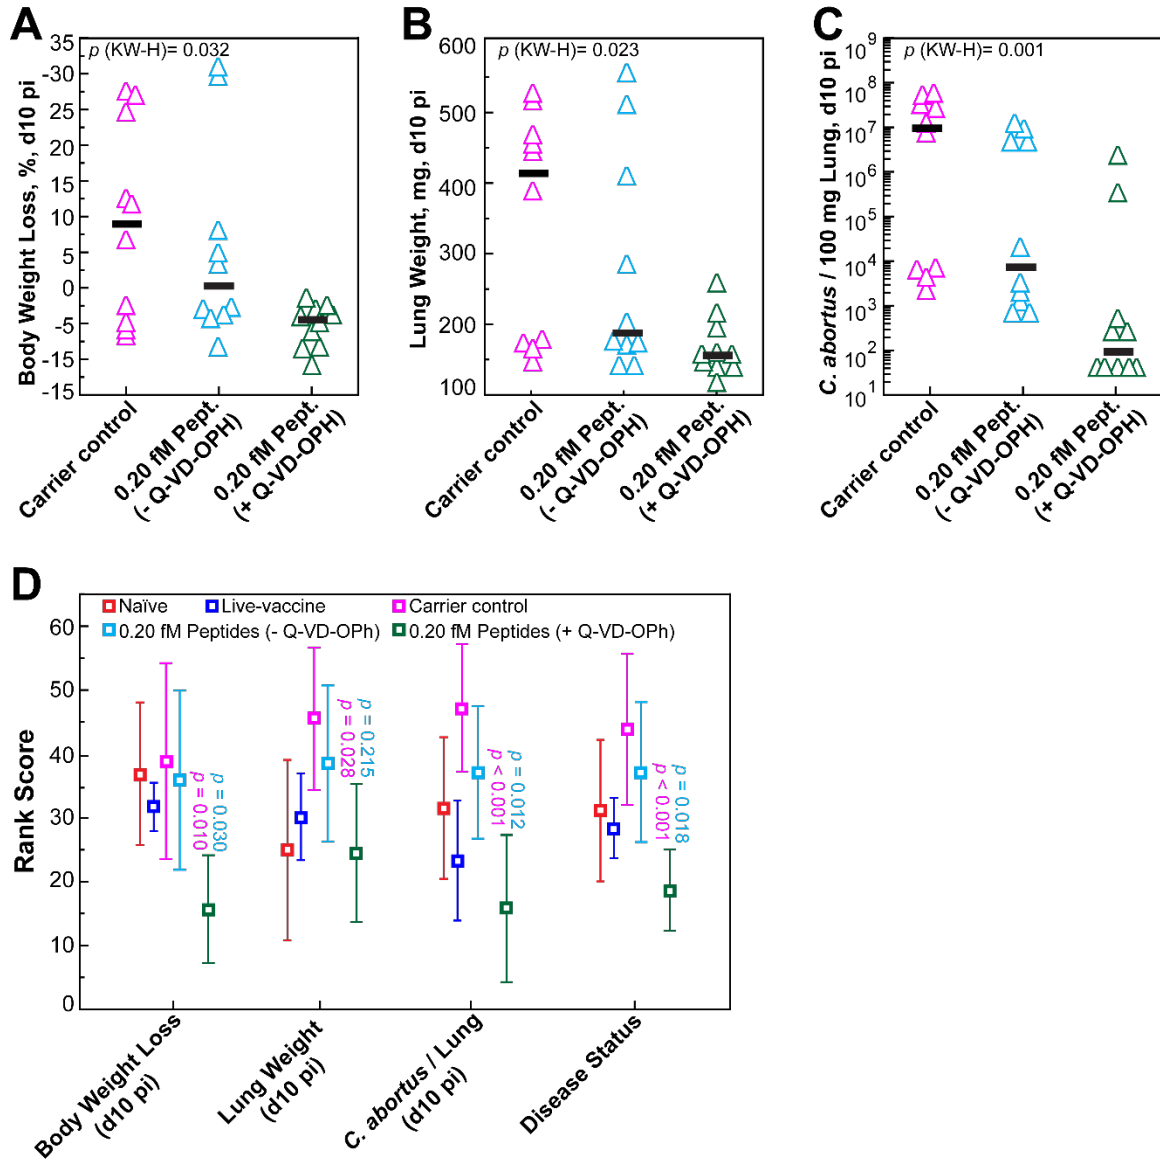 A
Body Weight Loss, %, d10 pi
35
-30
-25
20
-15
10
5
0
-5
-15
-15
p (KW-H)= 0.032
Carrier control
0.20 fM Pept.
(- Q-VD-OPH)
0.20 fM Pept.
(+ Q-VD-OPH)
B
Lung Weight, mg, d10 pi
600
500
400
300
200
100
p (KW-H)= 0.023
Carrier control
0.20 fM Pept.
(- Q-VD-OPH)
0.20 fM Pept.
(+ Q-VD-OPH)
C
C. abortus / 100 mg Lung, d10 pi
10⁹
10⁸
10⁷
10⁶
10⁵
10⁴
10³
10²
10¹
p (KW-H)= 0.001
Carrier control
0.20 fM Pept.
(- Q-VD-OPH)
0.20 fM Pept.
(+ Q-VD-OPH)
D
Rank Score
60
50
40
30
20
10
0
Naïve
Live-vaccine
Carrier control
0.20 fM Peptides (- Q-VD-OPh)
0.20 fM Peptides (+ Q-VD-OPh)
p = 0.010
p = 0.030
p = 0.028
p = 0.215
p < 0.001
p = 0.012
p < 0.001
p = 0.018
Body Weight Loss
(d10 pi)
Lung Weight
(d10 pi)
C. abortus / Lung
(d10 pi)
Disease Status